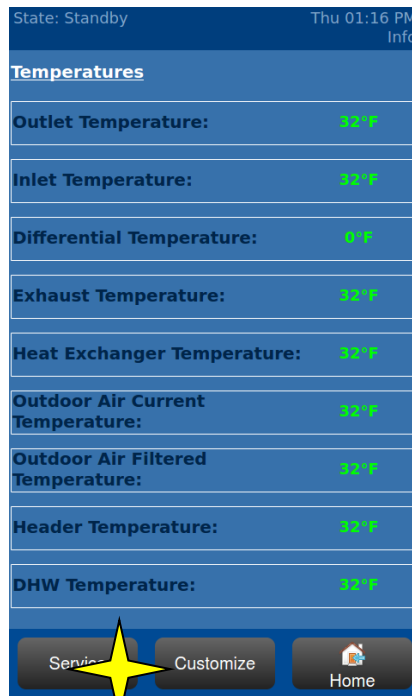 State: Standby Thu 01:16 PM
Info
Temperatures
Outlet Temperature: 32°F
Inlet Temperature: 32°F
Differential Temperature: 0°F
Exhaust Temperature: 32°F
Heat Exchanger Temperature: 32°F
Outdoor Air Current
Temperature: 32°F
Outdoor Air Filtered
Temperature: 32°F
Header Temperature: 32°F
DHW Temperature: 32°F
Customize
Home